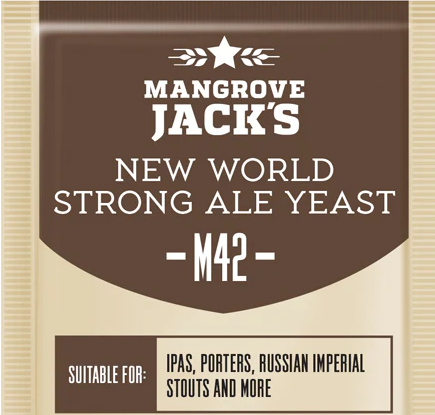 MANGROVE
JACK'S
NEW WORLD
STRONG ALE YEAST
-M42-
SUITABLE FOR:
IPAS, PORTERS, RUSSIAN IMPERIAL
STOUTS AND MORE